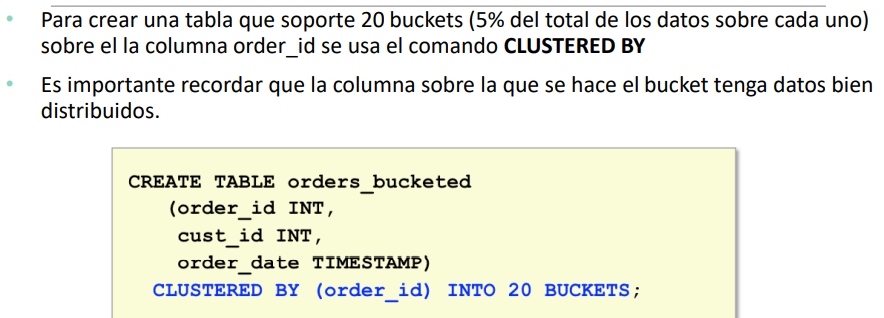 • Para crear una tabla que soporte 20 buckets (5% del total de los datos sobre cada uno)
sobre el la columna order_id se usa el comando CLUSTERED BY
• Es importante recordar que la columna sobre la que se hace el bucket tenga datos bien
distribuidos.
CREATE TABLE orders_bucketed
(order_id INT,
cust_id INT,
order_date TIMESTAMP)
CLUSTERED BY (order_id) INTO 20 BUCKETS;